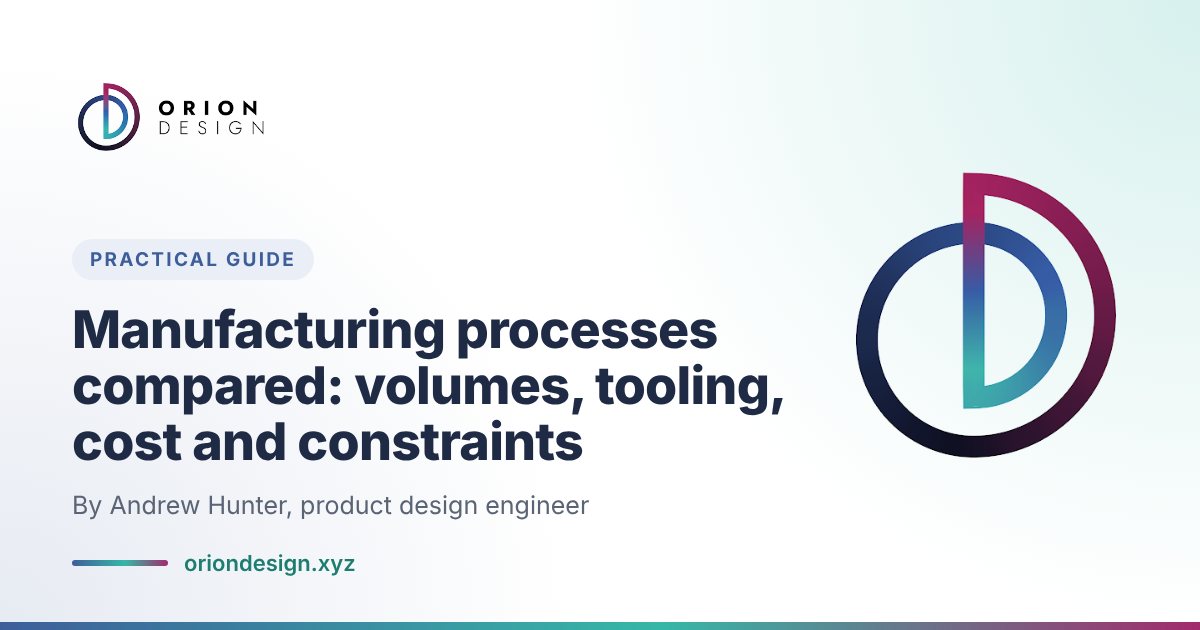 ORION
DESIGN
PRACTICAL GUIDE
Manufacturing processes
compared: volumes, tooling,
cost and constraints
By Andrew Hunter, product design engineer
oriondesign.xyz